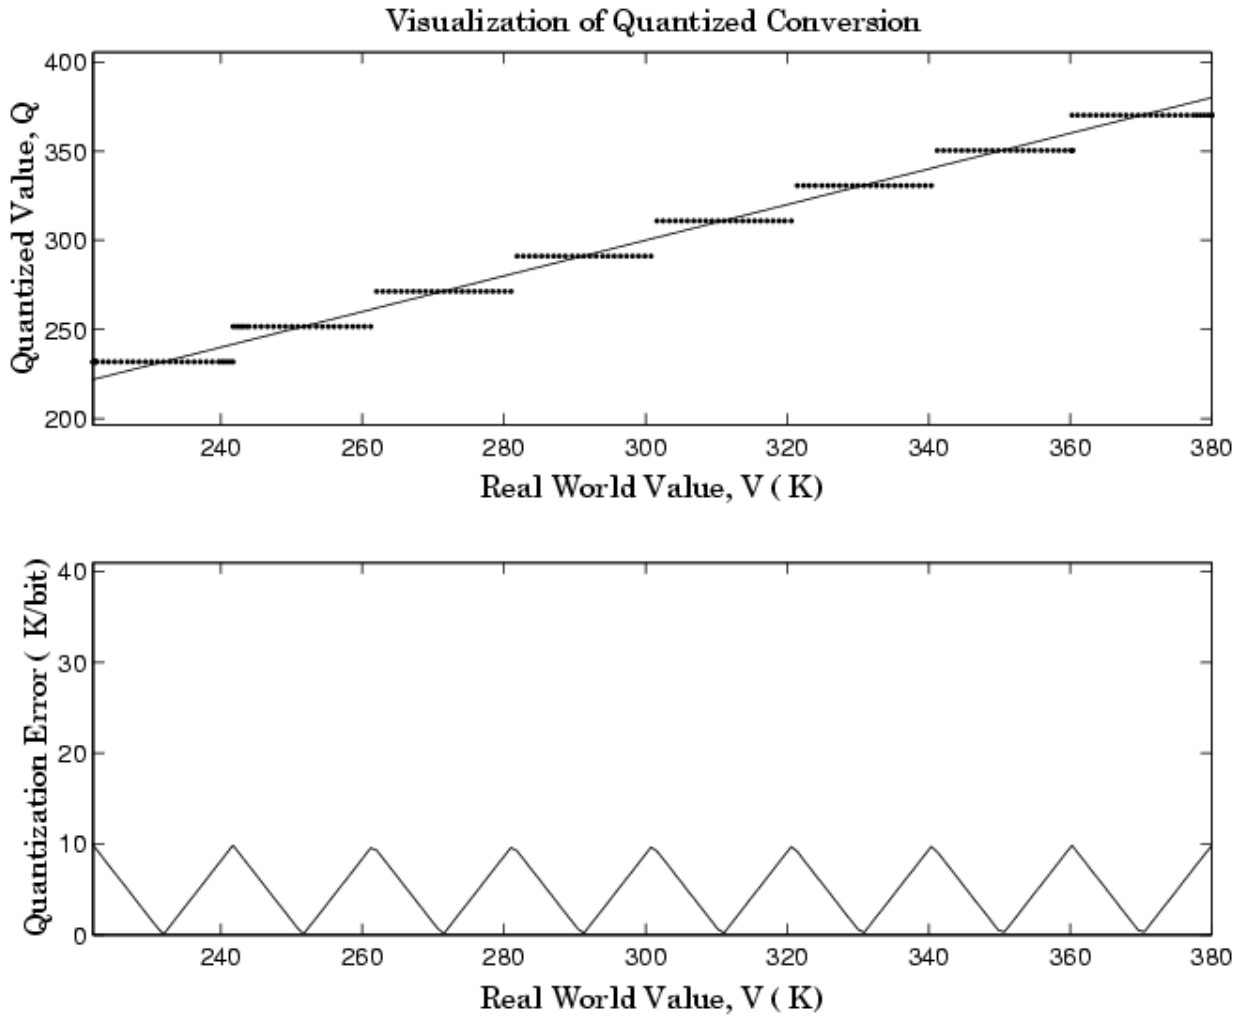 Visualization of Quantized Conversion
Quantized Value, Q
400
350
300
250
200
240 260 280 300 320 340 360 380
Real World Value, V ( K)
Quantization Error ( K/bit)
40
30
20
10
0
240 260 280 300 320 340 360 380
Real World Value, V ( K)